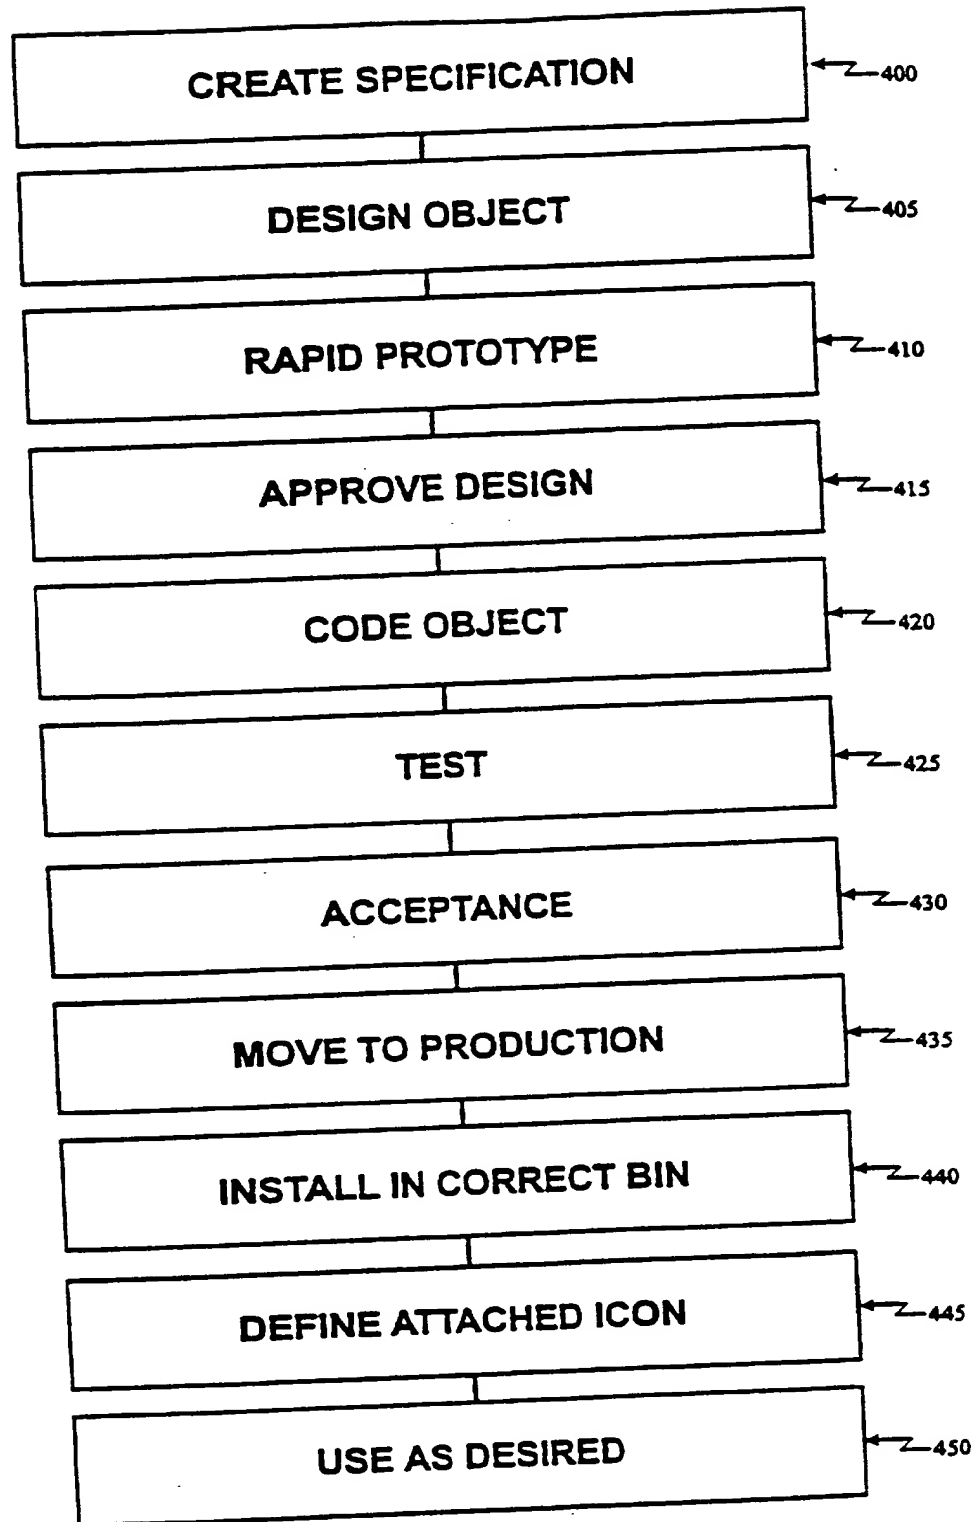 CREATE SPECIFICATION
400
DESIGN OBJECT
405
RAPID PROTOTYPE
410
APPROVE DESIGN
415
CODE OBJECT
420
TEST
425
ACCEPTANCE
430
MOVE TO PRODUCTION
435
INSTALL IN CORRECT BIN
440
DEFINE ATTACHED ICON
445
USE AS DESIRED
450